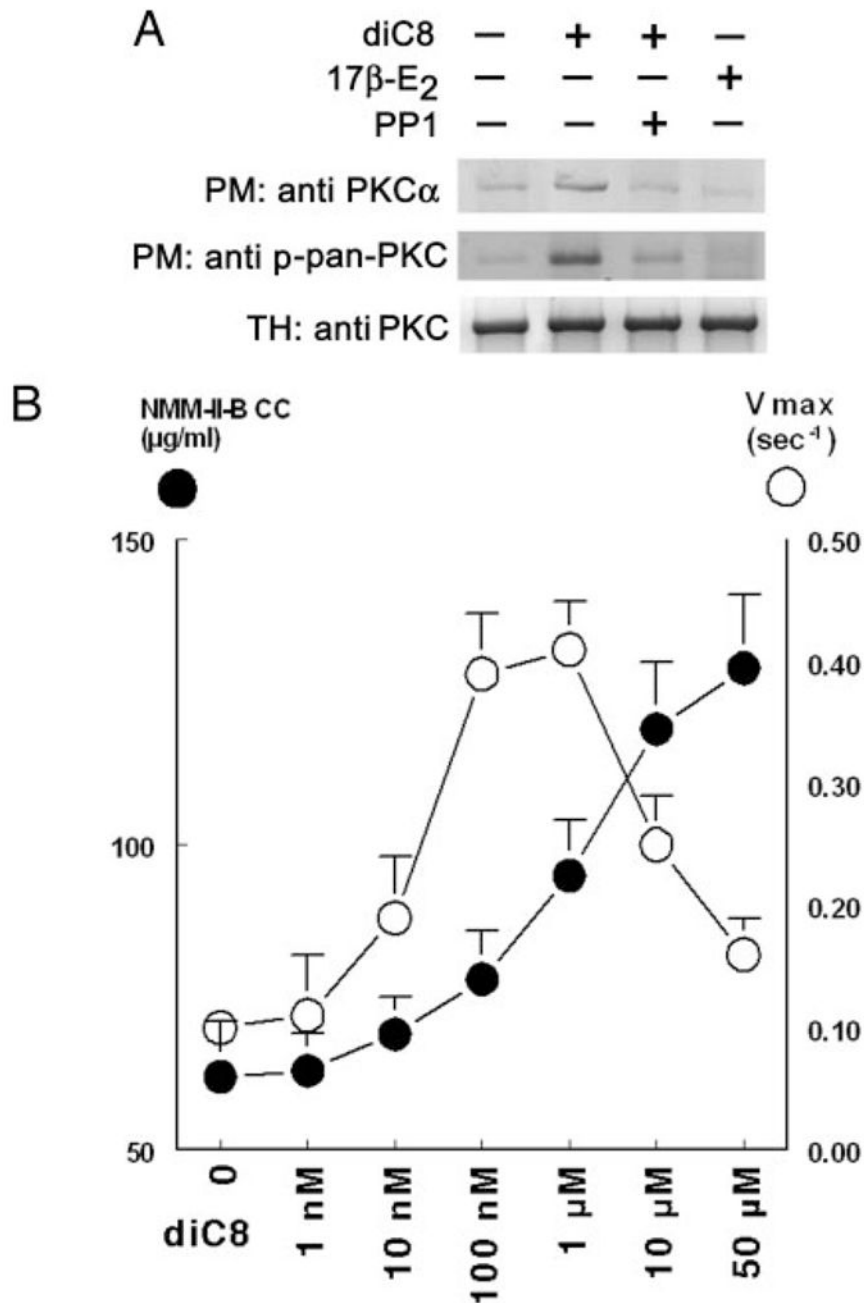 A
diC8 – + + –
17β-E2 – – – +
PP1 – – + –
PM: anti PKCα
PM: anti p-pan-PKC
TH: anti PKC
B
NMM-II-B CC
(µg/ml)
V max
(sec⁻¹)
150
100
50
0.50
0.40
0.30
0.20
0.10
0.00
0
1 nM
10 nM
100 nM
1 µM
10 µM
50 µM
diC8